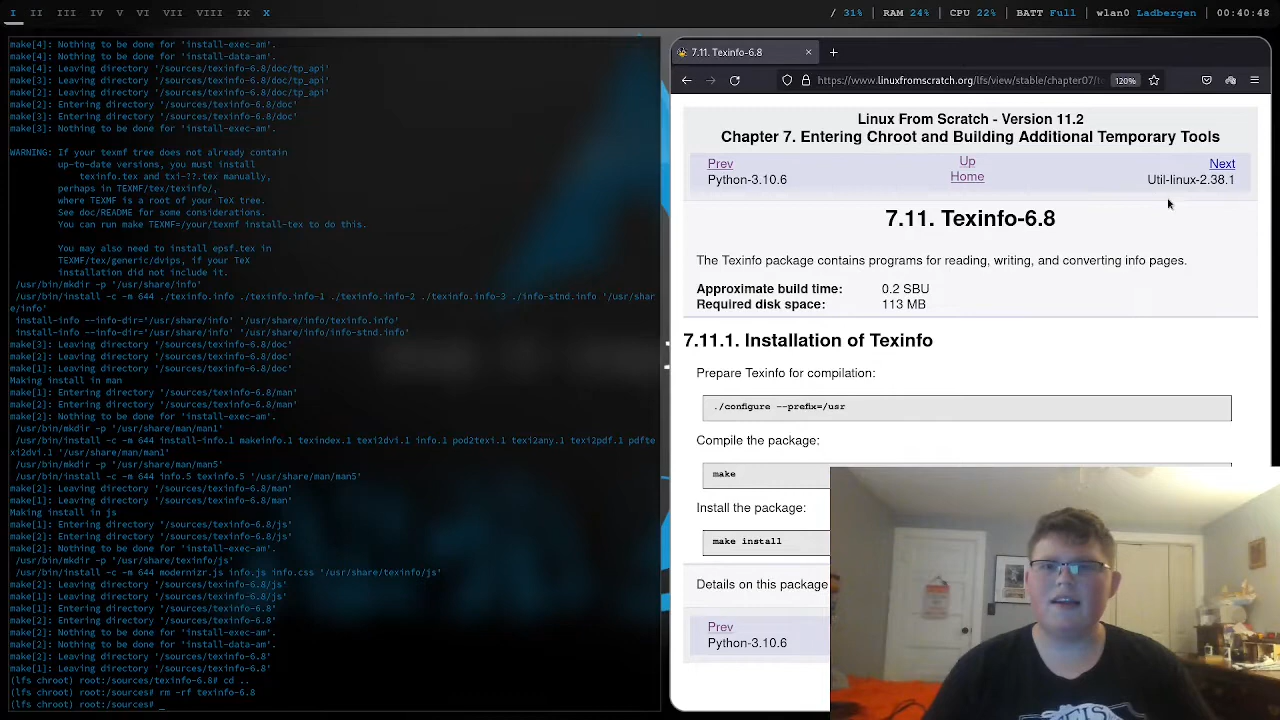 I II III IV V VI VII VIII IX X
/ 31% | RAM 24% | CPU 22% | BATT Full | wlan0 Ladbergen | 00:40:48
make[4]: Nothing to be done for 'install-exec-am'.
make[4]: Nothing to be done for 'install-data-am'.
make[4]: Leaving directory '/sources/texinfo-6.8/doc/tp_api'
make[3]: Leaving directory '/sources/texinfo-6.8/doc/tp_api'
make[2]: Leaving directory '/sources/texinfo-6.8/doc/tp_api'
make[2]: Entering directory '/sources/texinfo-6.8/doc'
make[3]: Entering directory '/sources/texinfo-6.8/doc'
make[3]: Nothing to be done for 'install-exec-am'.
WARNING: If your texmf tree does not already contain
up-to-date versions, you must install
texinfo.tex and txi-??.tex manually,
perhaps in TEXMF/tex/texinfo/,
where TEXMF is a root of your TeX tree.
See doc/README for some considerations.
You can run make TEXMF=/your/texmf install-tex to do this.
You may also need to install epsf.tex in
TEXMF/tex/generic/dvips, if your TeX
installation did not include it.
/usr/bin/mkdir -p '/usr/share/info'
/usr/bin/install -c -m 644 ./texinfo.info ./texinfo.info-1 ./texinfo.info-2 ./texinfo.info-3 ./info-stnd.info '/usr/shar
e/info'
install-info --info-dir='/usr/share/info' '/usr/share/info/texinfo.info'
install-info --info-dir='/usr/share/info' '/usr/share/info/info-stnd.info'
make[3]: Leaving directory '/sources/texinfo-6.8/doc'
make[2]: Leaving directory '/sources/texinfo-6.8/doc'
make[1]: Leaving directory '/sources/texinfo-6.8/doc'
Making install in man
make[1]: Entering directory '/sources/texinfo-6.8/man'
make[2]: Entering directory '/sources/texinfo-6.8/man'
make[2]: Nothing to be done for 'install-exec-am'.
/usr/bin/mkdir -p '/usr/share/man/man1'
/usr/bin/install -c -m 644 install-info.1 makeinfo.1 texindex.1 texi2dvi.1 info.1 pod2texi.1 texi2any.1 texi2pdf.1 pdfte
xi2dvi.1 '/usr/share/man/man1'
/usr/bin/mkdir -p '/usr/share/man/man5'
/usr/bin/install -c -m 644 info.5 texinfo.5 '/usr/share/man/man5'
make[2]: Leaving directory '/sources/texinfo-6.8/man'
make[1]: Leaving directory '/sources/texinfo-6.8/man'
Making install in js
make[1]: Entering directory '/sources/texinfo-6.8/js'
make[2]: Entering directory '/sources/texinfo-6.8/js'
make[2]: Nothing to be done for 'install-exec-am'.
/usr/bin/mkdir -p '/usr/share/texinfo/js'
/usr/bin/install -c -m 644 modernizr.js info.js info.css '/usr/share/texinfo/js'
make[2]: Leaving directory '/sources/texinfo-6.8/js'
make[1]: Leaving directory '/sources/texinfo-6.8/js'
make[1]: Entering directory '/sources/texinfo-6.8'
make[2]: Entering directory '/sources/texinfo-6.8'
make[2]: Nothing to be done for 'install-exec-am'.
make[2]: Nothing to be done for 'install-data-am'.
make[2]: Leaving directory '/sources/texinfo-6.8'
make[1]: Leaving directory '/sources/texinfo-6.8'
(lfs chroot) root:/sources/texinfo-6.8# cd ..
(lfs chroot) root:/sources# rm -rf texinfo-6.8
(lfs chroot) root:/sources# _
7.11. Texinfo-6.8
https://www.linuxfromscratch.org/lfs/view/stable/chapter07/te
120%
Linux From Scratch - Version 11.2
Chapter 7. Entering Chroot and Building Additional Temporary Tools
Prev Up Next
Python-3.10.6 Home Util-linux-2.38.1
7.11. Texinfo-6.8
The Texinfo package contains programs for reading, writing, and converting info pages.
Approximate build time: 0.2 SBU
Required disk space: 113 MB
7.11.1. Installation of Texinfo
Prepare Texinfo for compilation:
./configure --prefix=/usr
Compile the package:
make
Install the package:
make install
Details on this package
Prev
Python-3.10.6